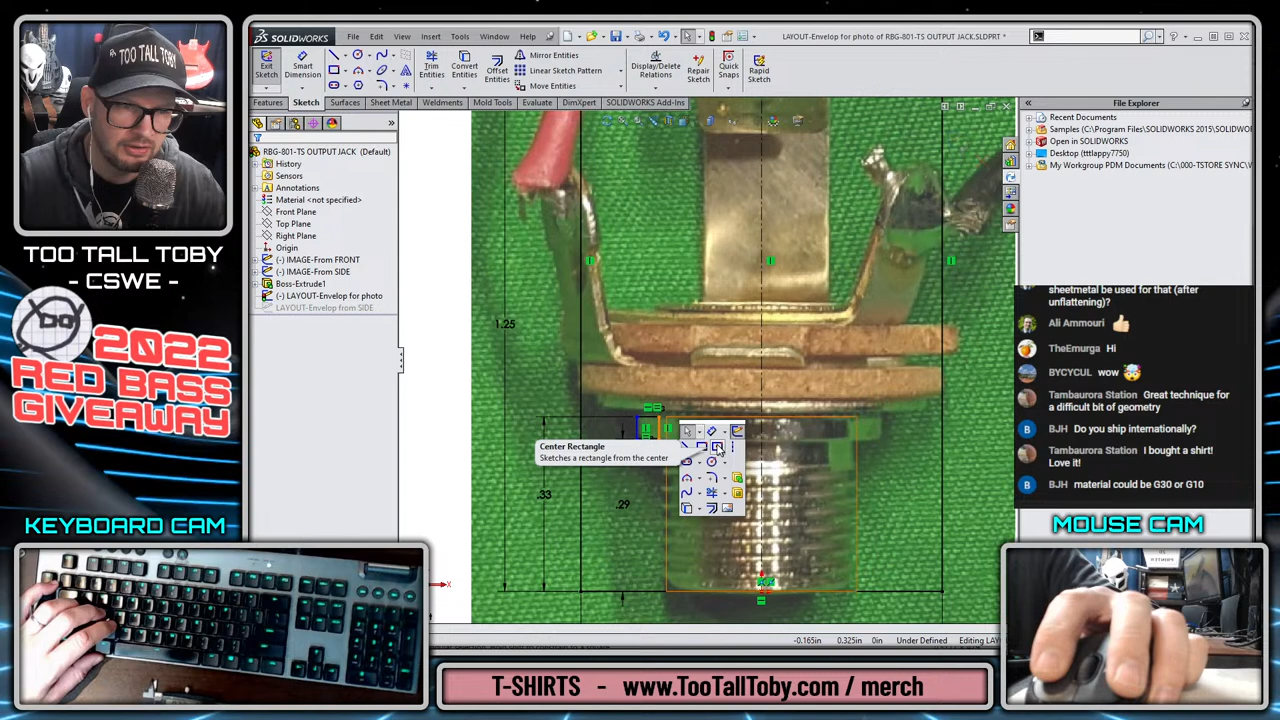 TOO TALL TOBY
TOO TALL TOBY
- CSWE -
2022
RED BASS
GIVEAWAY
KEYBOARD CAM
SOLIDWORKS
File Edit View Insert Tools Window Help
LAYOUT-Envelop for photo of RBG-801-TS OUTPUT JACK.SLDPRT *
Exit Sketch
Smart Dimension
Trim Entities
Convert Entities
Offset Entities
Mirror Entities
Linear Sketch Pattern
Move Entities
Display/Delete Relations
Repair Sketch
Quick Snaps
Rapid Sketch
Features Sketch Surfaces Sheet Metal Weldments Mold Tools Evaluate DimXpert SOLIDWORKS Add-Ins
RBG-801-TS OUTPUT JACK (Default)
History
Sensors
Annotations
Material <not specified>
Front Plane
Top Plane
Right Plane
Origin
(-) IMAGE-From FRONT
(-) IMAGE-From SIDE
Boss-Extrude1
(-) LAYOUT-Envelop for photo
LAYOUT-Envelop from SIDE
1.25
.33
.29
Center Rectangle
Sketches a rectangle from the center
X
-0.165in 0.325in 0in Under Defined Editing LAY
File Explorer
Recent Documents
Samples (C:\Program Files\SOLIDWORKS 2015\SOLIDWO
Open in SOLIDWORKS
Desktop (tttlappy7750)
My Workgroup PDM Documents (C:\000-TSTORE SYNC\W
sheetmetal be used for that (after
unflattening)?
Ali Ammouri 👍
TheEmurga Hi
BYCYCUL wow 🤯
Tambaurora Station Great technique for
a difficult bit of geometry
BJH Do you ship internationally?
Tambaurora Station I bought a shirt!
Love it!
BJH material could be G30 or G10
MOUSE CAM
T-SHIRTS - www.TooTallToby.com / merch